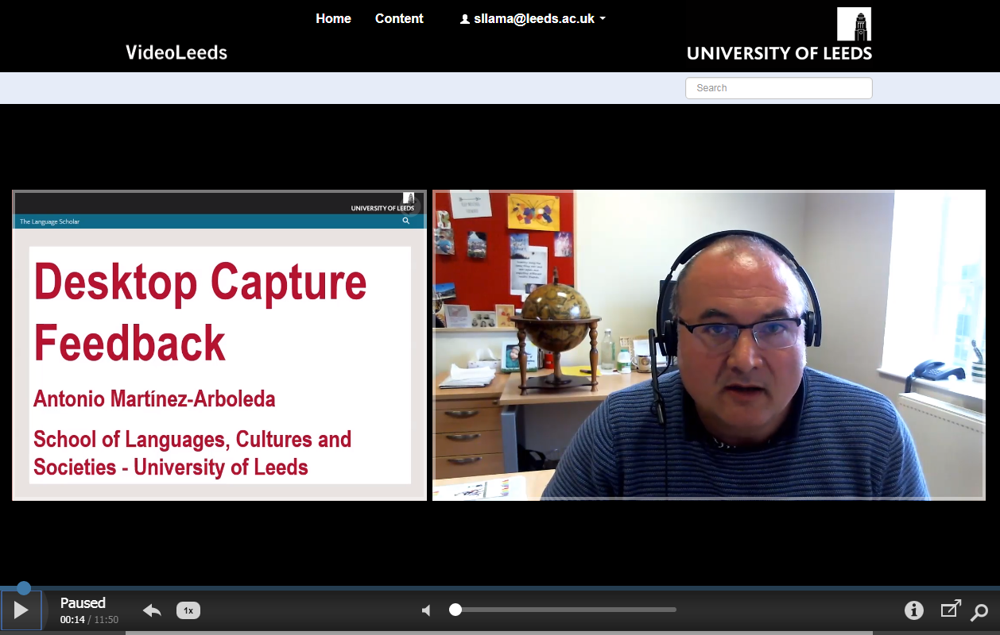 Home Content sllama@leeds.ac.uk
VideoLeeds
UNIVERSITY OF LEEDS
Search
UNIVERSITY OF LEEDS
The Language Scholar
Desktop Capture
Feedback
Antonio Martínez-Arboleda
School of Languages, Cultures and
Societies - University of Leeds
Paused
00:14 / 11:50
1x